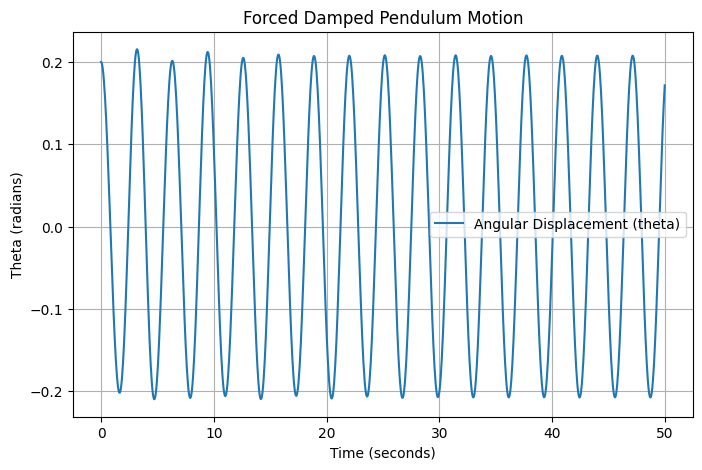 Forced Damped Pendulum Motion
Theta (radians)
0.2
0.1
0.0
−0.1
−0.2
Angular Displacement (theta)
0 10 20 30 40 50
Time (seconds)